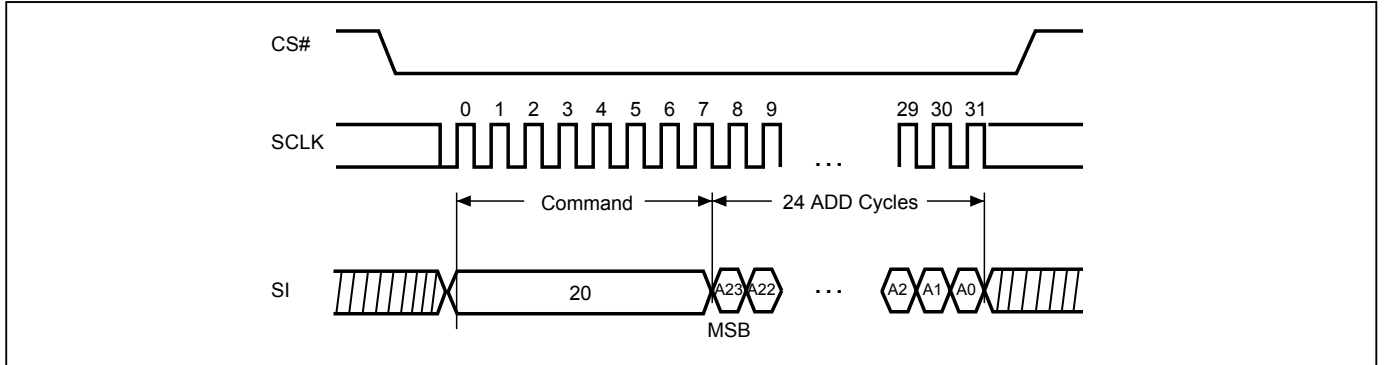 CS#
0 1 2 3 4 5 6 7 8 9 29 30 31
SCLK
...
Command
24 ADD Cycles
SI
20
A23 A22
...
A2 A1 A0
MSB